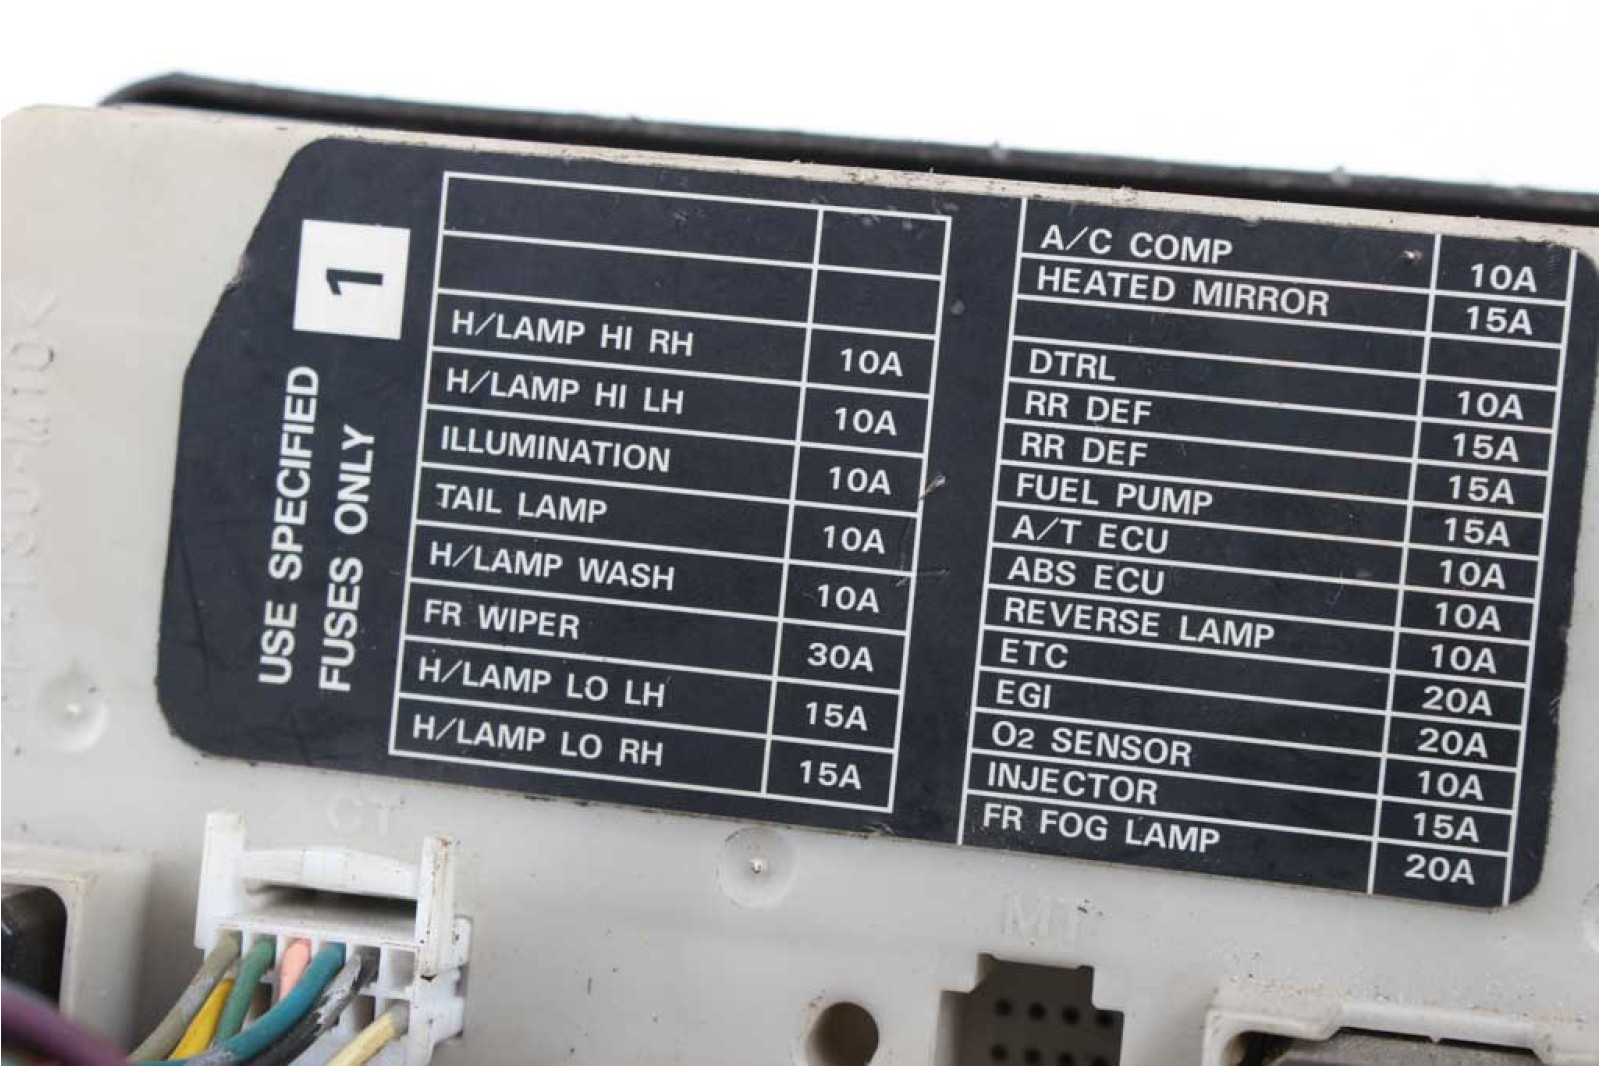 1
USE SPECIFIED
FUSES ONLY
H/LAMP HI RH 10A
H/LAMP HI LH 10A
ILLUMINATION 10A
TAIL LAMP 10A
H/LAMP WASH 10A
FR WIPER 30A
H/LAMP LO LH 15A
H/LAMP LO RH 15A
A/C COMP 10A
HEATED MIRROR 15A
DTRL 10A
RR DEF 15A
RR DEF 15A
FUEL PUMP 15A
A/T ECU 10A
ABS ECU 10A
REVERSE LAMP 10A
ETC 20A
EGI 20A
O2 SENSOR 10A
INJECTOR 15A
FR FOG LAMP 20A
CT
MT